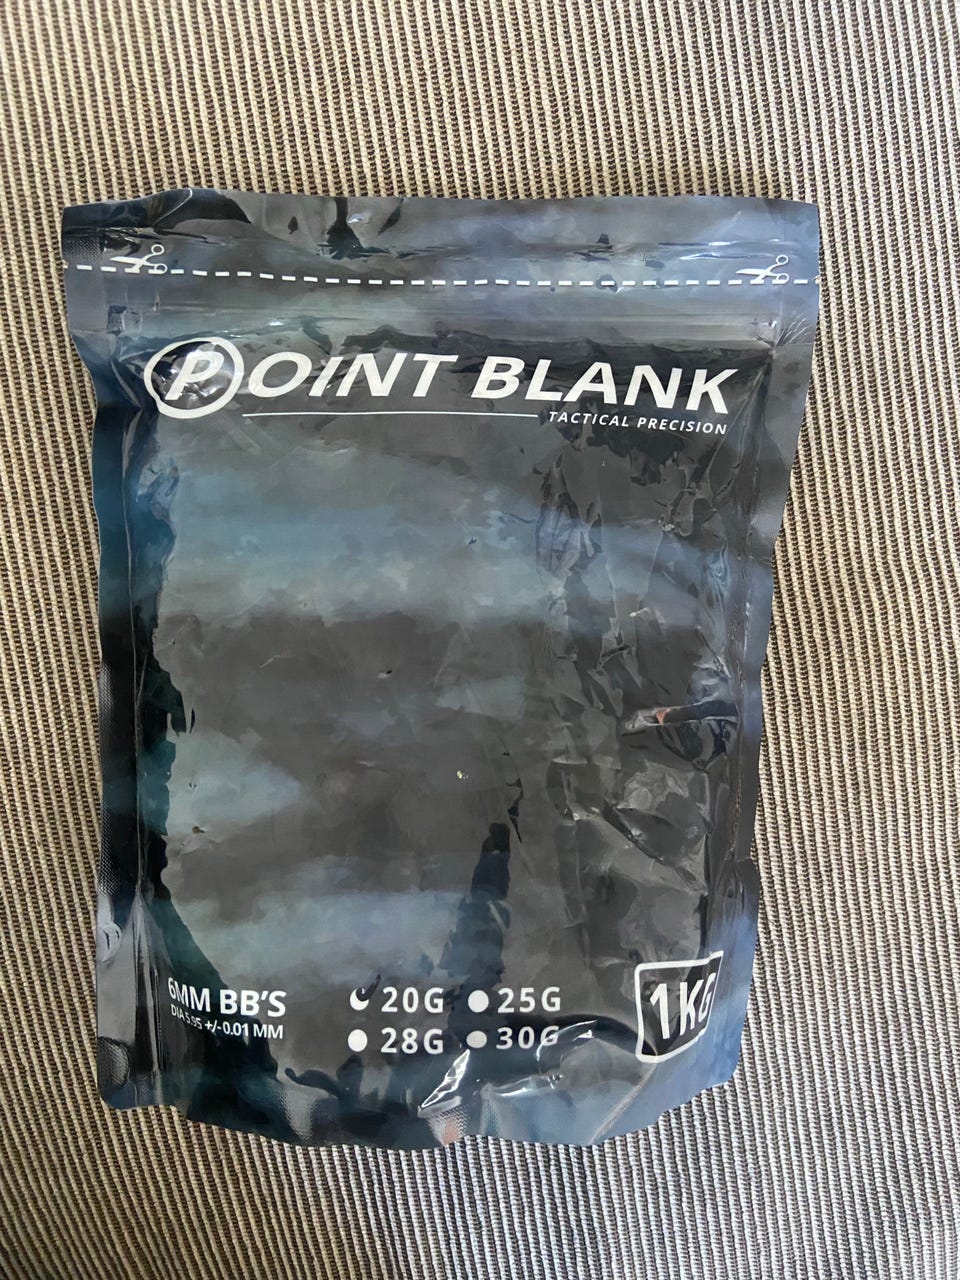 POINT BLANK
TACTICAL PRECISION
6MM BB'S
DIA 5.95 +/-0.01 MM
20G 25G
28G 30G
1KG